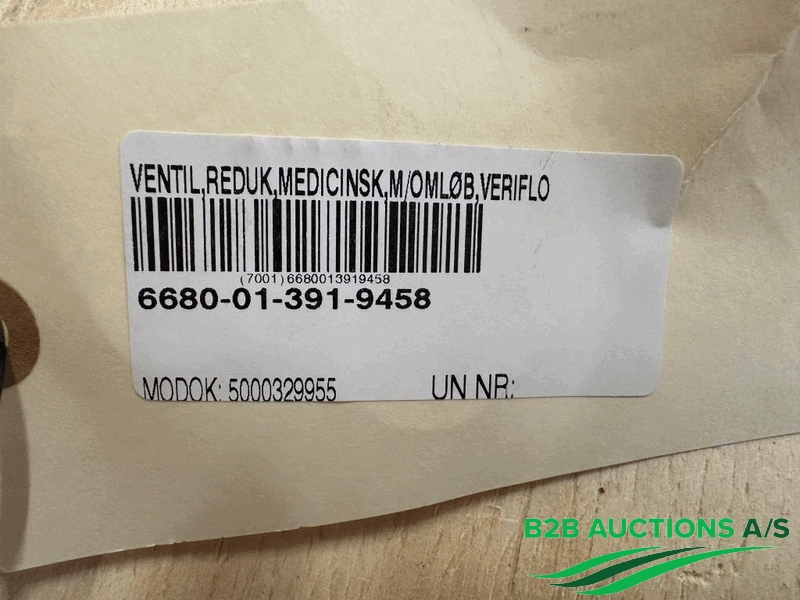 VENTIL,REDUK,MEDICINSK,M/OMLØB,VERIFLO
(7001)6680013919458
6680-01-391-9458
MODOK: 5000329955 UN NR:
B2B AUCTIONS A/S